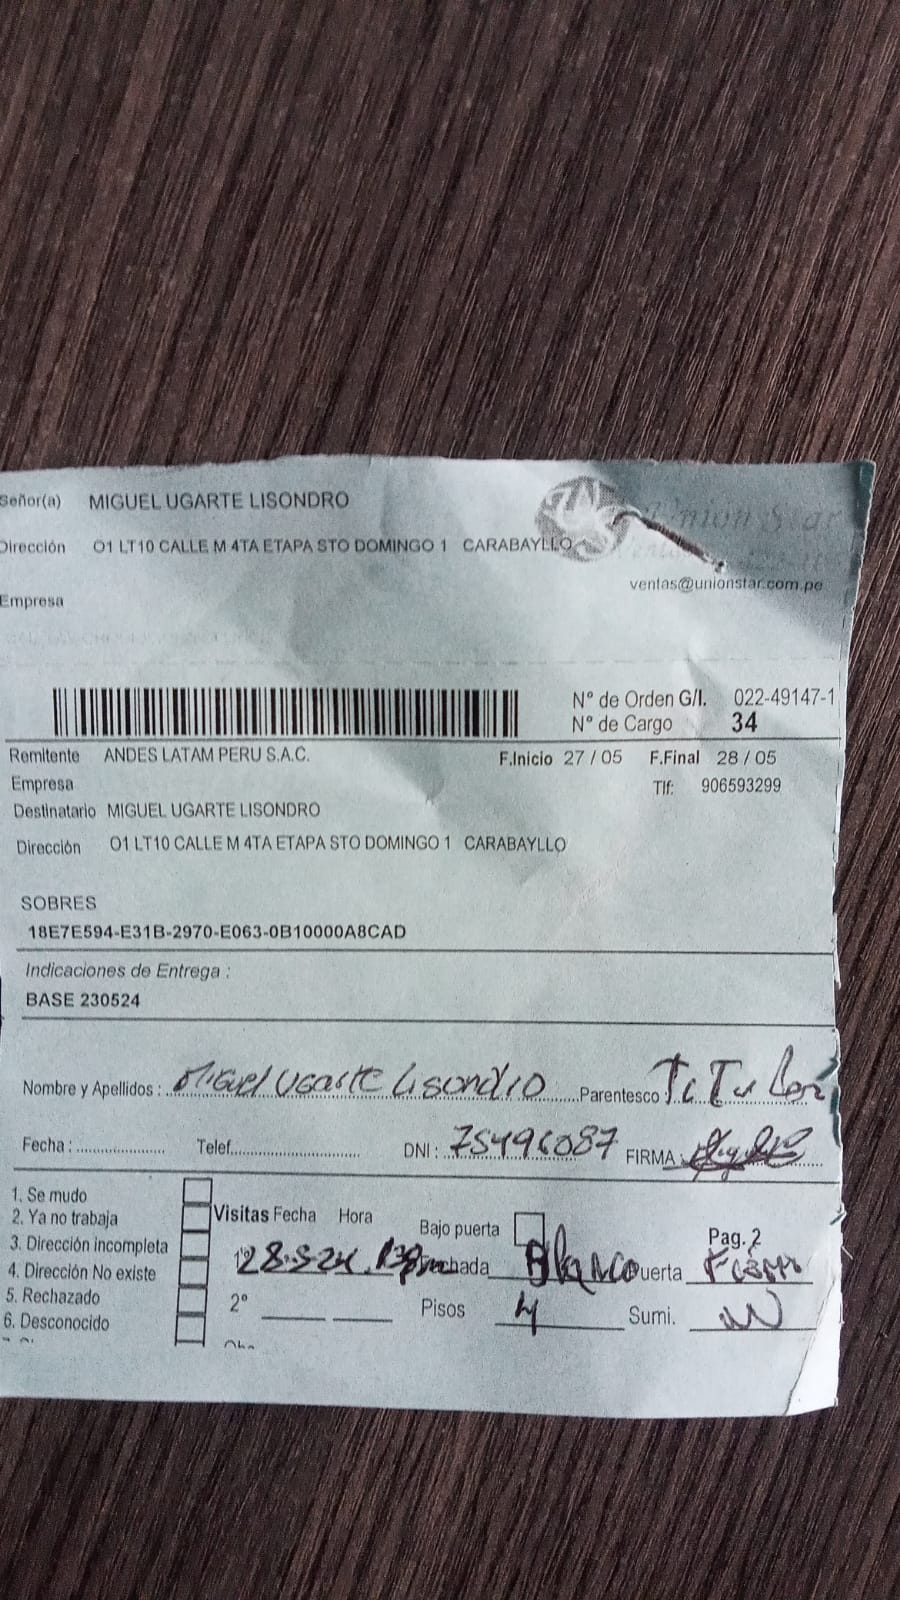 Señor(a) MIGUEL UGARTE LISONDRO
Dirección O1 LT10 CALLE M 4TA ETAPA STO DOMINGO 1 CARABAYLLO
Union Star
ventas@unionstar.com.pe
Empresa
N° de Orden G/I. 022-49147-1
N° de Cargo 34
Remitente ANDES LATAM PERU S.A.C. F.Inicio 27 / 05 F.Final 28 / 05
Empresa Tlf: 906593299
Destinatario MIGUEL UGARTE LISONDRO
Dirección O1 LT10 CALLE M 4TA ETAPA STO DOMINGO 1 CARABAYLLO
SOBRES
18E7E594-E31B-2970-E063-0B10000A8CAD
Indicaciones de Entrega :
BASE 230524
Nombre y Apellidos : Miguel Ugarte Lisondro Parentesco Titular
Fecha : Telef. DNI : 75496087 FIRMA
1. Se mudo
2. Ya no trabaja Visitas Fecha Hora Bajo puerta Pag. 2
3. Dirección incompleta
4. Dirección No existe 1° 28.5.24 Blanco uerta
5. Rechazado 2° Pisos 4 Sumi.
6. Desconocido